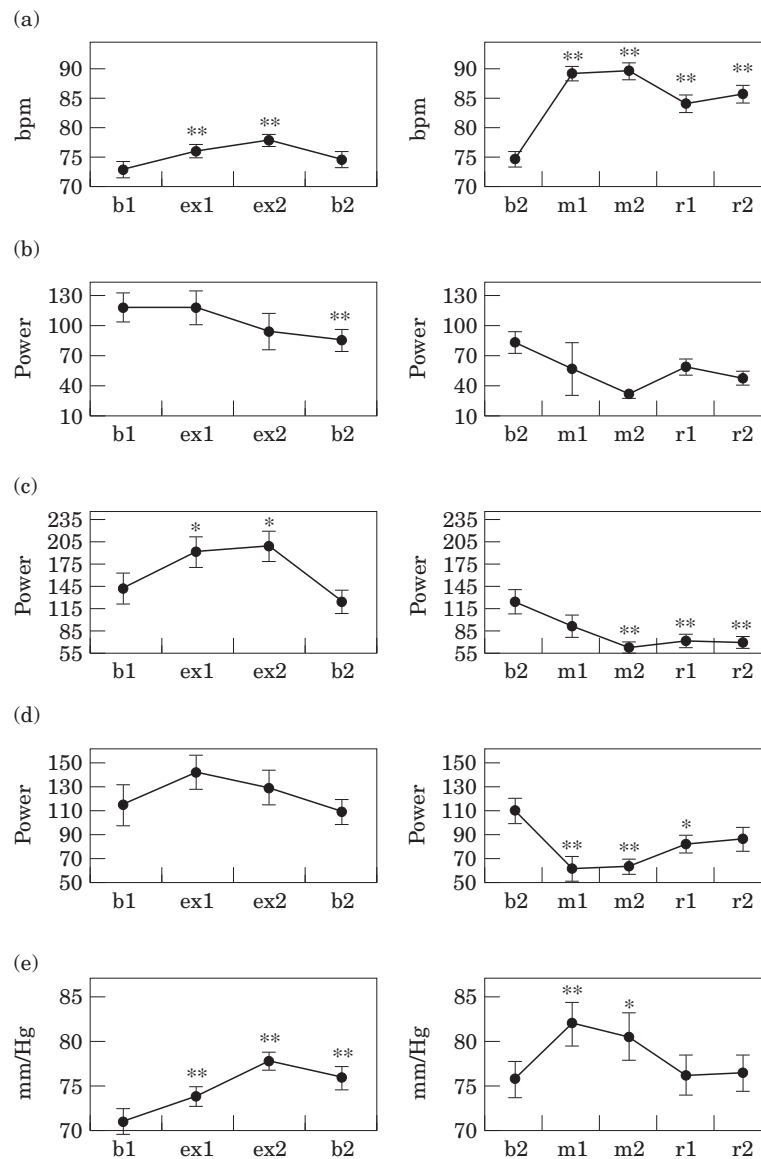 (a)
bpm
90
85
80
75
70
** **
b1 ex1 ex2 b2
bpm
90
85
80
75
70
** ** ** **
b2 m1 m2 r1 r2
(b)
Power
130
100
70
40
10
**
b1 ex1 ex2 b2
Power
130
100
70
40
10
b2 m1 m2 r1 r2
(c)
Power
235
205
175
145
115
85
55
* *
b1 ex1 ex2 b2
Power
235
205
175
145
115
85
55
** ** **
b2 m1 m2 r1 r2
(d)
Power
150
130
110
90
70
50
b1 ex1 ex2 b2
Power
150
130
110
90
70
50
** ** *
b2 m1 m2 r1 r2
(e)
mm/Hg
85
80
75
70
** ** **
b1 ex1 ex2 b2
mm/Hg
85
80
75
70
** *
b2 m1 m2 r1 r2